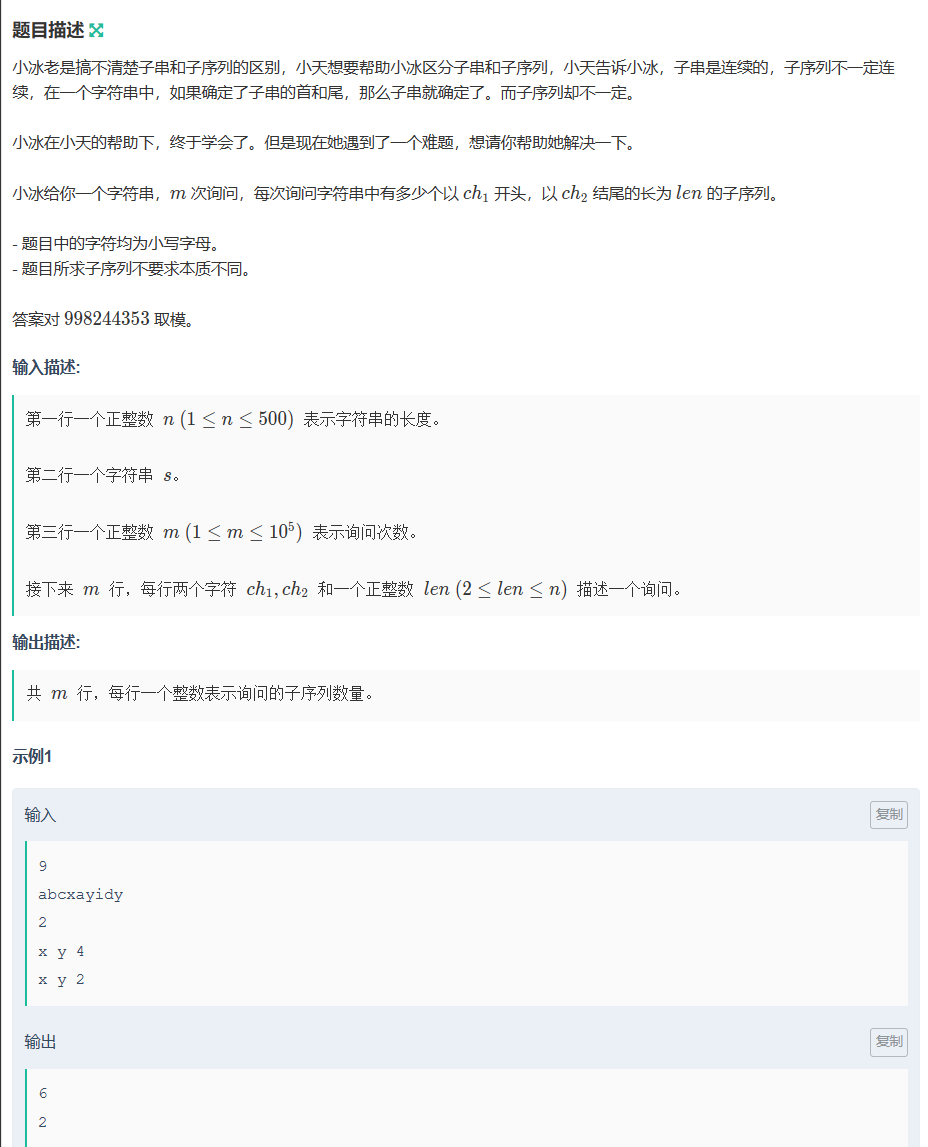 题目描述
小冰老是搞不清楚子串和子序列的区别，小天想要帮助小冰区分子串和子序列，小天告诉小冰，子串是连续的，子序列不一定连
续，在一个字符串中，如果确定了子串的首和尾，那么子串就确定了。而子序列却不一定。
小冰在小天的帮助下，终于学会了。但是现在她遇到了一个难题，想请你帮助她解决一下。
小冰给你一个字符串，m 次询问，每次询问字符串中有多少个以 ch₁ 开头，以 ch₂ 结尾的长为 len 的子序列。
- 题目中的字符均为小写字母。
- 题目所求子序列不要求本质不同。
答案对 998244353 取模。
输入描述:
第一行一个正整数 n (1 ≤ n ≤ 500) 表示字符串的长度。
第二行一个字符串 s。
第三行一个正整数 m (1 ≤ m ≤ 10⁵) 表示询问次数。
接下来 m 行，每行两个字符 ch₁, ch₂ 和一个正整数 len (2 ≤ len ≤ n) 描述一个询问。
输出描述:
共 m 行，每行一个整数表示询问的子序列数量。
示例1
输入 复制
9
abcxayidy
2
x y 4
x y 2
输出 复制
6
2